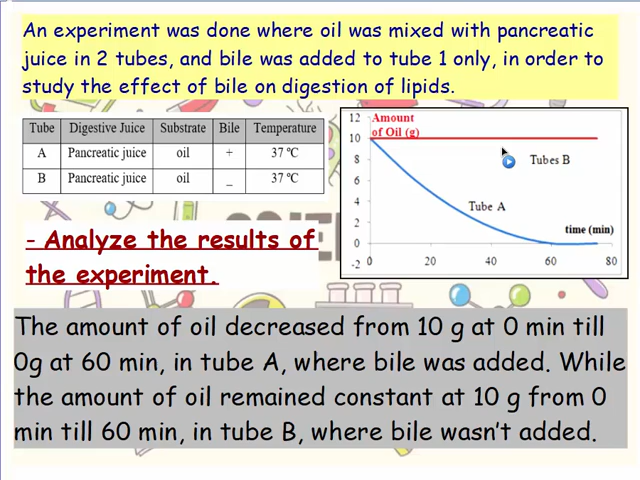 An experiment was done where oil was mixed with pancreatic
juice in 2 tubes, and bile was added to tube 1 only, in order to
study the effect of bile on digestion of lipids.
Tube Digestive Juice Substrate Bile Temperature
A Pancreatic juice oil + 37 ºC
B Pancreatic juice oil _ 37 ºC
- Analyze the results of
the experiment.
Amount
of Oil (g)
12
10
8
6
4
2
0
-2
Tubes B
Tube A
time (min)
0 20 40 60 80
The amount of oil decreased from 10 g at 0 min till
0g at 60 min, in tube A, where bile was added. While
the amount of oil remained constant at 10 g from 0
min till 60 min, in tube B, where bile wasn't added.